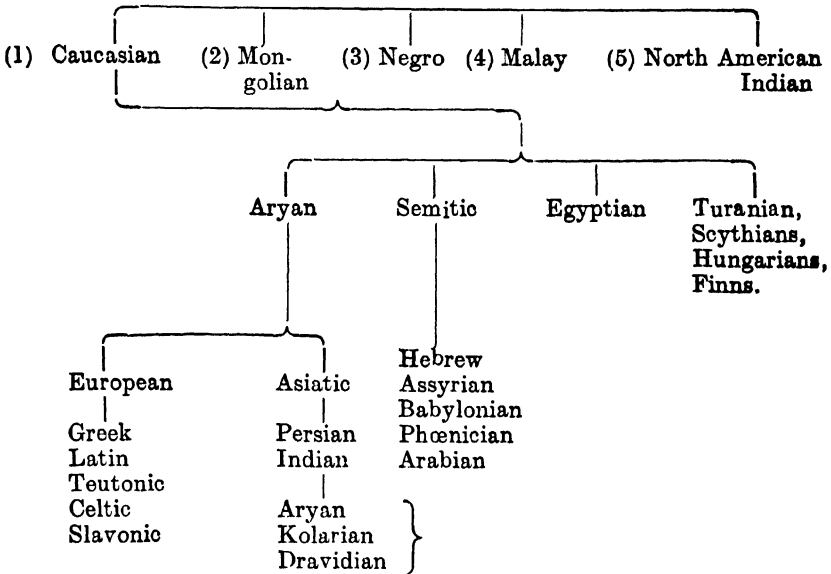 (1) Caucasian (2) Mon- (3) Negro (4) Malay (5) North American
golian Indian
Aryan Semitic Egyptian Turanian,
Scythians,
Hungarians,
Finns.
European Asiatic Hebrew
Assyrian
Babylonian
Phœnician
Arabian
Greek Persian
Latin Indian
Teutonic
Celtic Aryan
Slavonic Kolarian
Dravidian